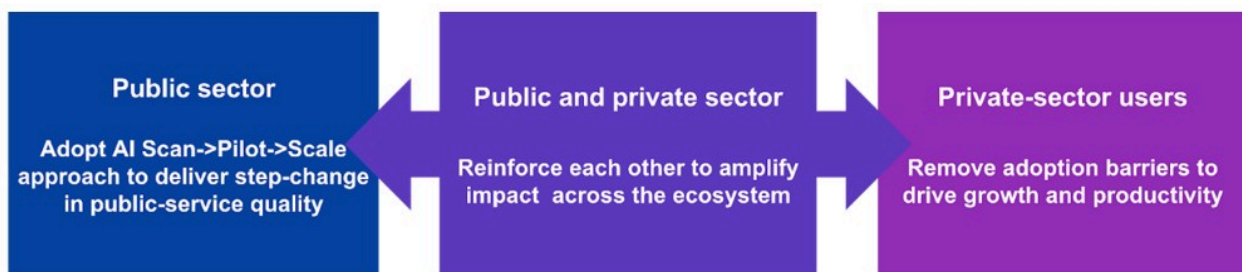 Public sector
Adopt AI Scan->Pilot->Scale
approach to deliver step-change
in public-service quality
Public and private sector
Reinforce each other to amplify
impact across the ecosystem
Private-sector users
Remove adoption barriers to
drive growth and productivity